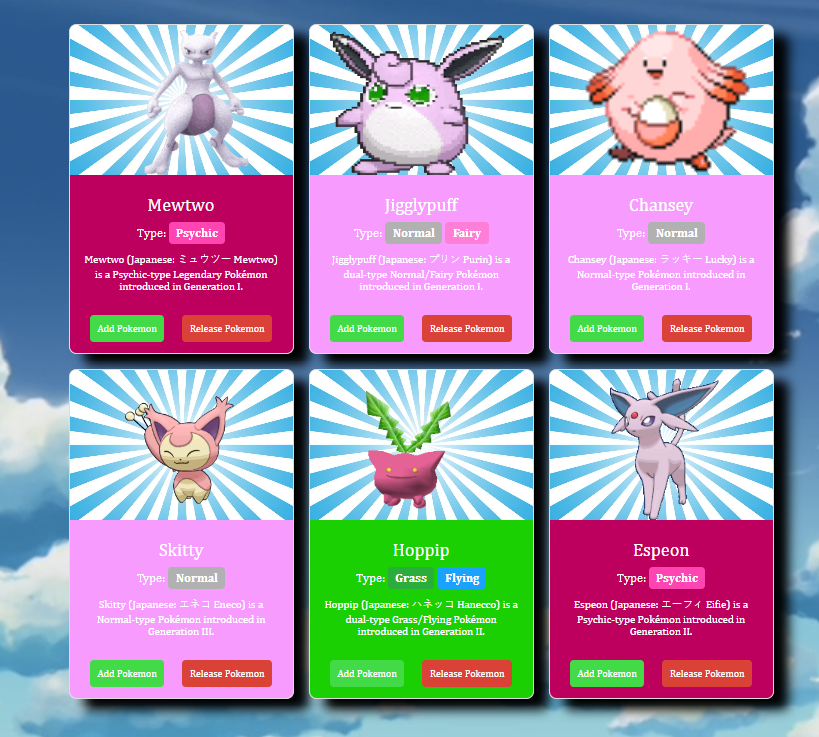 Mewtwo
Type: Psychic
Mewtwo (Japanese: ミュウツー Mewtwo)
is a Psychic-type Legendary Pokémon
introduced in Generation I.
Add Pokemon Release Pokemon
Jigglypuff
Type: Normal Fairy
Jigglypuff (Japanese: プリン Purin) is a
dual-type Normal/Fairy Pokémon
introduced in Generation I.
Add Pokemon Release Pokemon
Chansey
Type: Normal
Chansey (Japanese: ラッキー Lucky) is a
Normal-type Pokémon introduced in
Generation I.
Add Pokemon Release Pokemon
Skitty
Type: Normal
Skitty (Japanese: エネコ Eneco) is a
Normal-type Pokémon introduced in
Generation III.
Add Pokemon Release Pokemon
Hoppip
Type: Grass Flying
Hoppip (Japanese: ハネッコ Hanecco) is a
dual-type Grass/Flying Pokémon
introduced in Generation II.
Add Pokemon Release Pokemon
Espeon
Type: Psychic
Espeon (Japanese: エーフィ Eifie) is a
Psychic-type Pokémon introduced in
Generation II.
Add Pokemon Release Pokemon